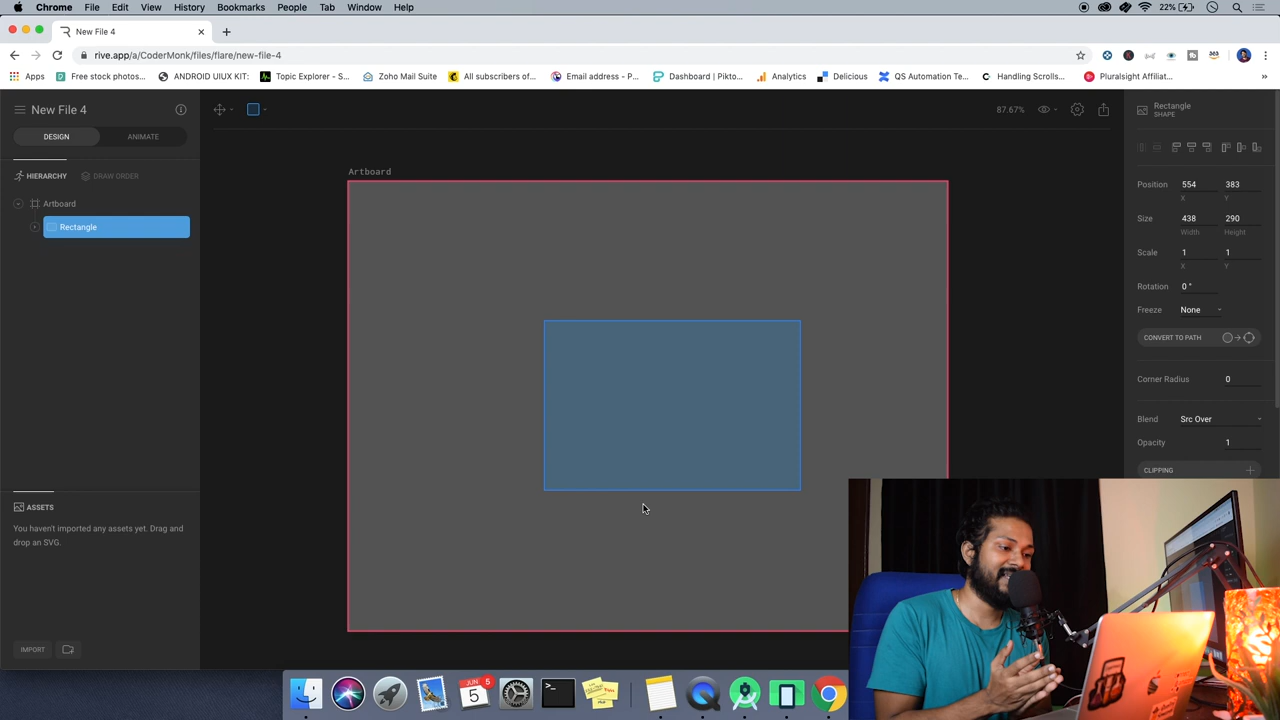 Chrome File Edit View History Bookmarks People Tab Window Help 22%
New File 4
rive.app/a/CoderMonk/files/flare/new-file-4
Apps Free stock photos... ANDROID UIUX KIT: Topic Explorer - S... Zoho Mail Suite All subscribers of... Email address - P... Dashboard | Pikto... Analytics Delicious QS Automation Te... Handling Scrolls... Pluralsight Affiliat... »
New File 4
87.67%
Rectangle
SHAPE
DESIGN ANIMATE
HIERARCHY DRAW ORDER
Artboard
Rectangle
Artboard
Position 554 383
X Y
Size 438 290
Width Height
Scale 1 1
X Y
Rotation 0 °
Freeze None
CONVERT TO PATH
Corner Radius 0
Blend Src Over
Opacity 1
CLIPPING
ASSETS
You haven't imported any assets yet. Drag and
drop an SVG.
IMPORT
JUN 5
5